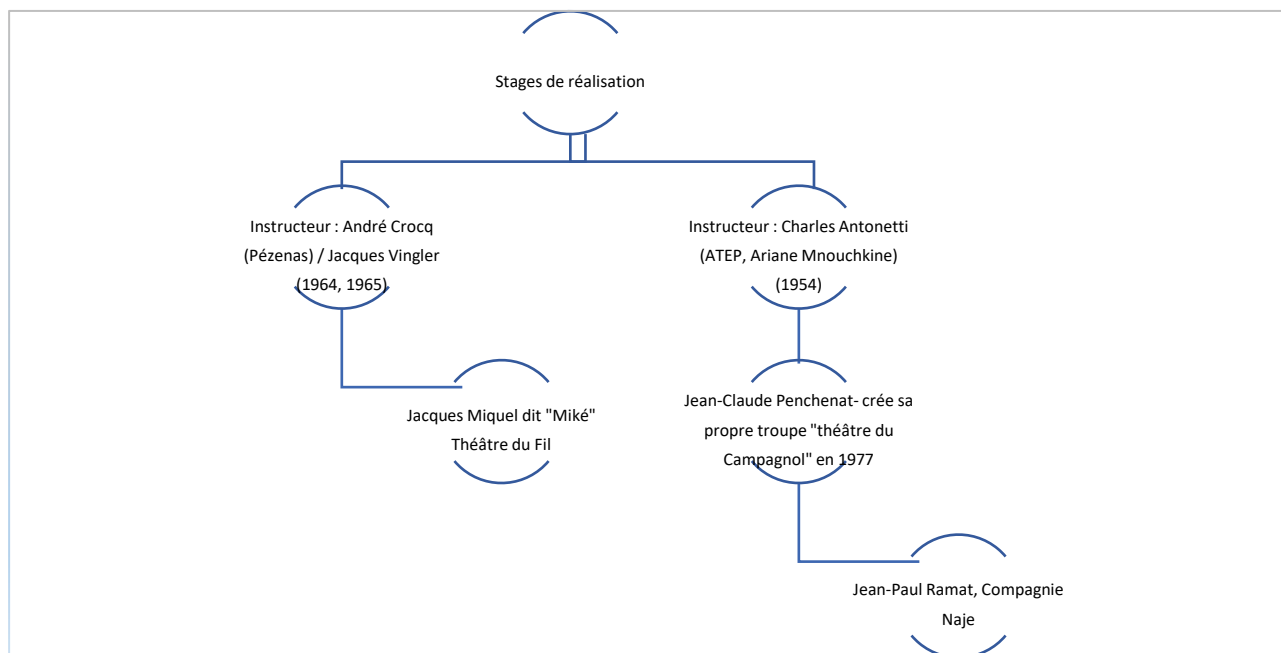 Stages de réalisation
Instructeur : André Crocq
(Pézenas) / Jacques Vingler
(1964, 1965)
Instructeur : Charles Antonetti
(ATEP, Ariane Mnouchkine)
(1954)
Jacques Miquel dit "Miké"
Théâtre du Fil
Jean-Claude Penchenat- crée sa
propre troupe "théâtre du
Campagnol" en 1977
Jean-Paul Ramat, Compagnie
Naje